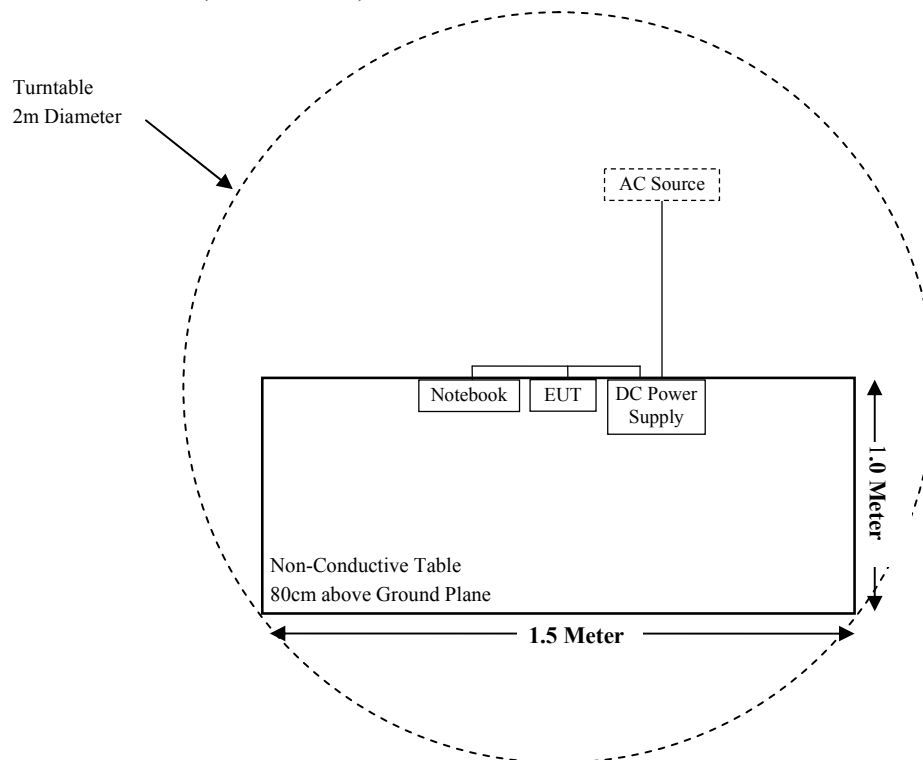 Turntable
2m Diameter
AC Source
Notebook
EUT
DC Power
Supply
1.0 Meter
Non-Conductive Table
80cm above Ground Plane
1.5 Meter